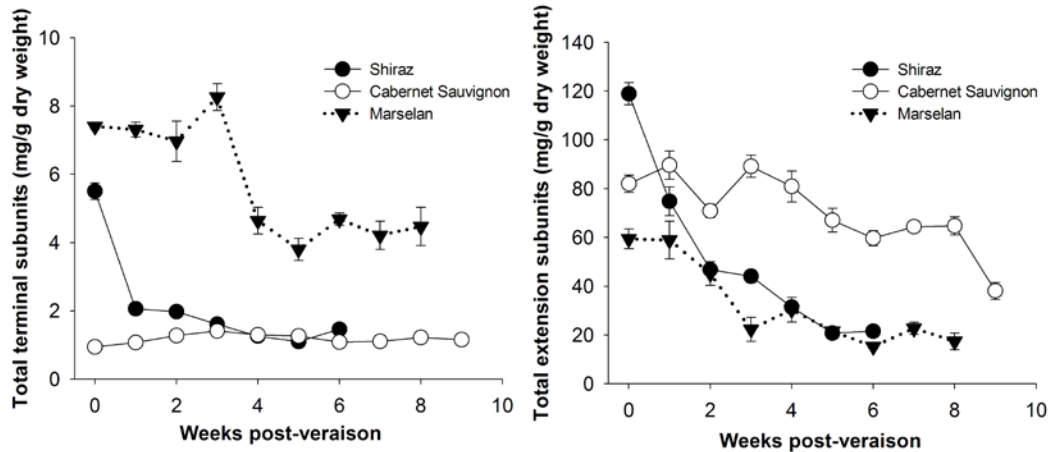 Total terminal subunits (mg/g dry weight)
10
8
6
4
2
0
Shiraz
Cabernet Sauvignon
Marselan
0 2 4 6 8 10
Weeks post-veraison
Total extension subunits (mg/g dry weight)
140
120
100
80
60
40
20
0
Shiraz
Cabernet Sauvignon
Marselan
0 2 4 6 8 10
Weeks post-veraison